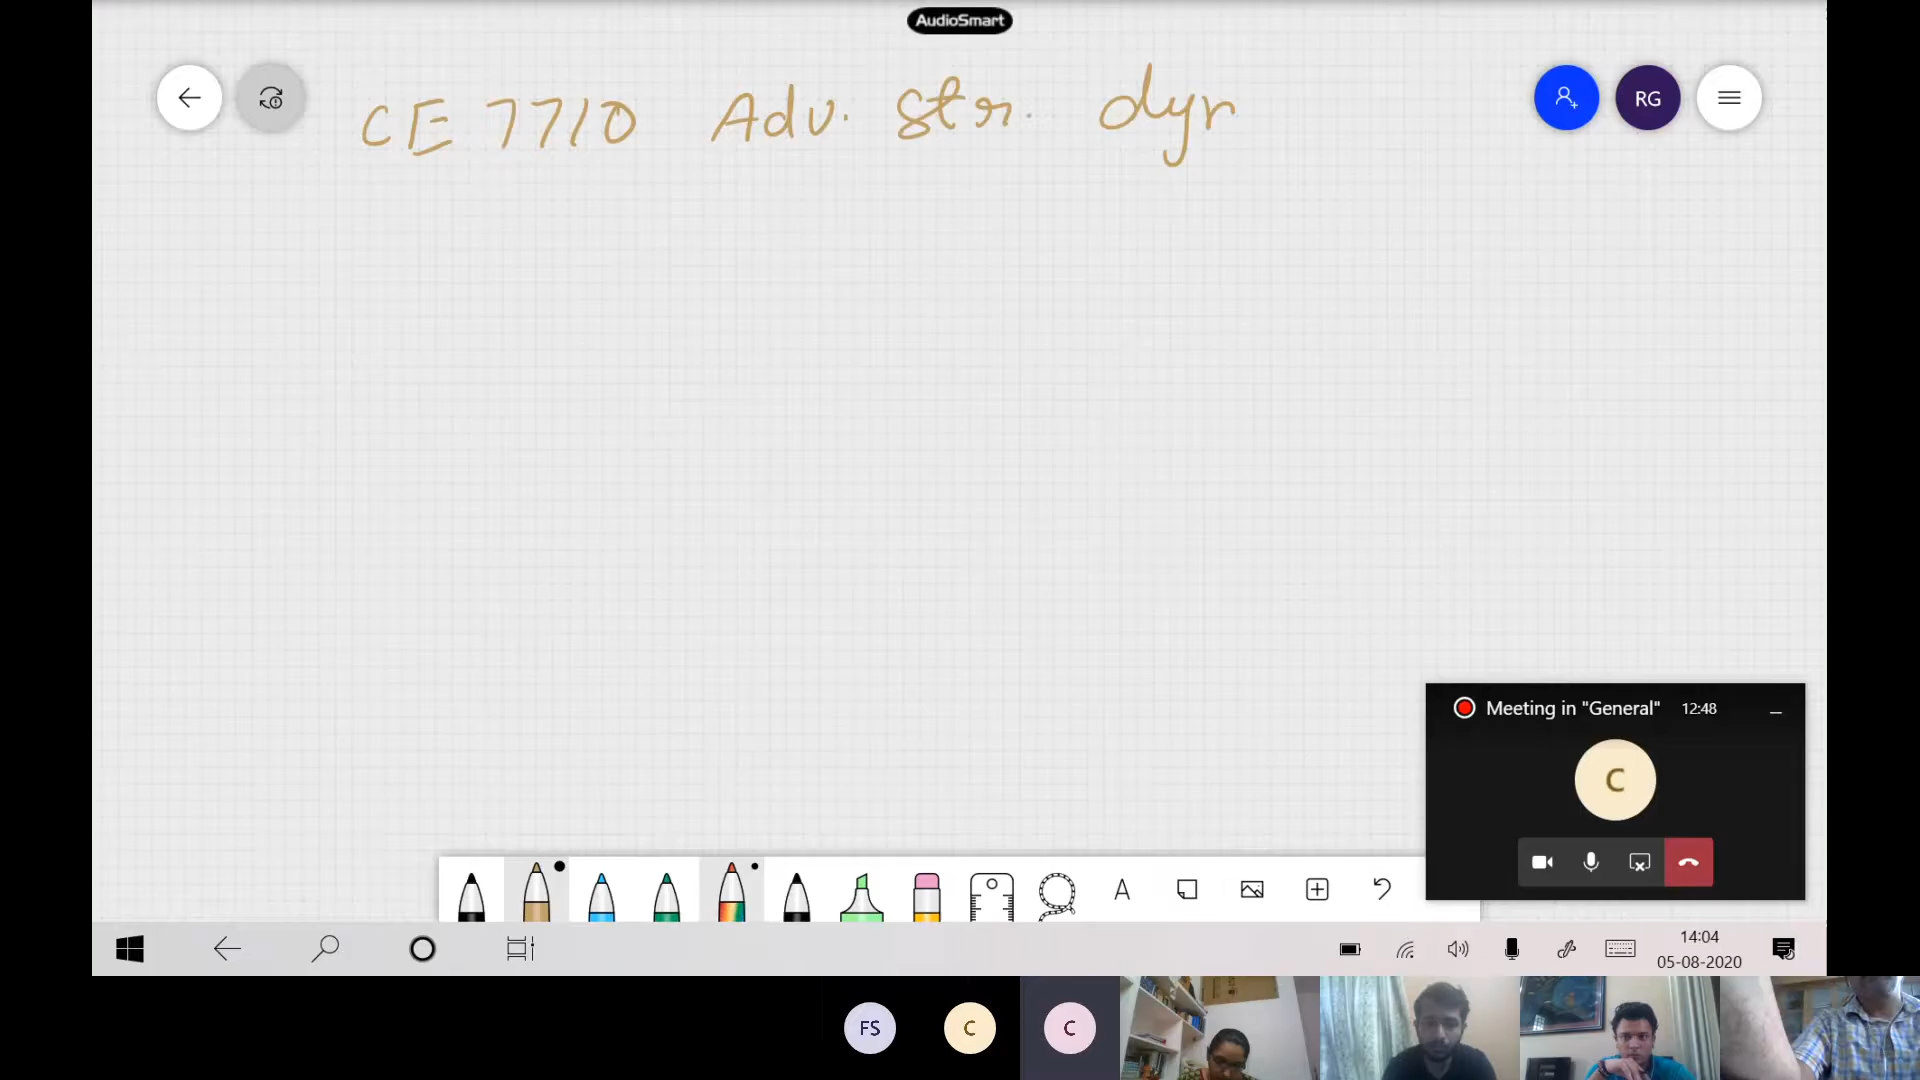 AudioSmart
CE 7710 Adv. str. dyn
RG
Meeting in "General" 12:48
C
A
14:04
05-08-2020
FS
C
C